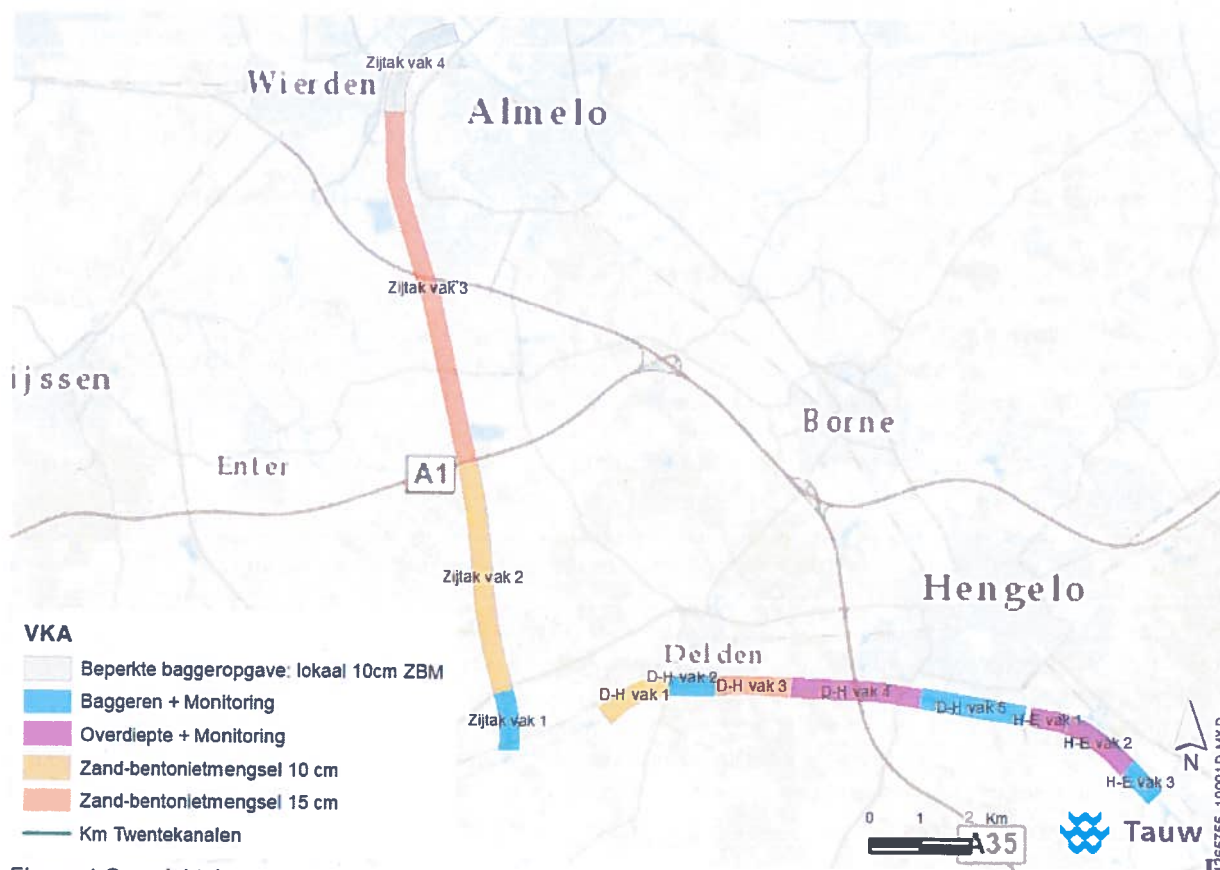 Zijtak vak 4
Wierden
Almelo
Zijtak vak 3
ijssen
Borne
Enter
A1
Zijtak vak 2
Hengelo
Delden
D-H vak 2
D-H vak 1
D-H vak 3
D-H vak 4
D-H vak 5
H-E vak 1
Zijtak vak 1
H-E vak 2
H-E vak 3
N
VKA
Beperkte baggeropgave: lokaal 10cm ZBM
Baggeren + Monitoring
Overdiepte + Monitoring
Zand-bentonietmengsel 10 cm
Zand-bentonietmengsel 15 cm
Km Twentekanalen
0 1 2 Km
A35
Tauw